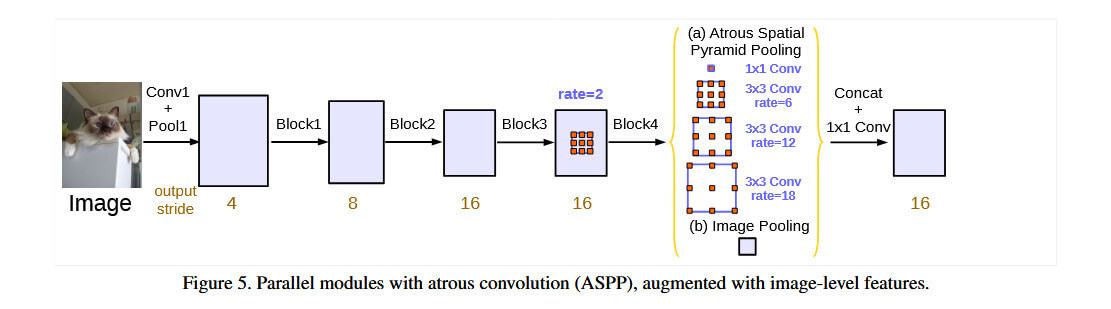 (a) Atrous Spatial
Pyramid Pooling
1x1 Conv
3x3 Conv
rate=6
3x3 Conv
rate=12
3x3 Conv
rate=18
(b) Image Pooling
Conv1
+
Pool1
Block1
Block2
Block3
rate=2
Block4
Concat
+
1x1 Conv
Image
output
stride
4
8
16
16
16
Figure 5. Parallel modules with atrous convolution (ASPP), augmented with image-level features.